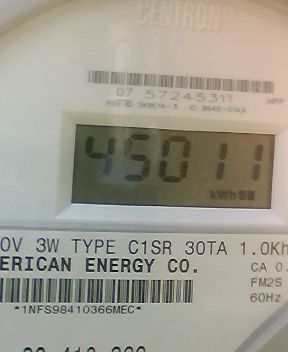 CENTRON
07 57245311
45011
kWh
0V 3W TYPE C1SR 30TA 1.0Kh
ERICAN ENERGY CO.
CA 0.
FM2S
60Hz
*1NFS98410366MEC*